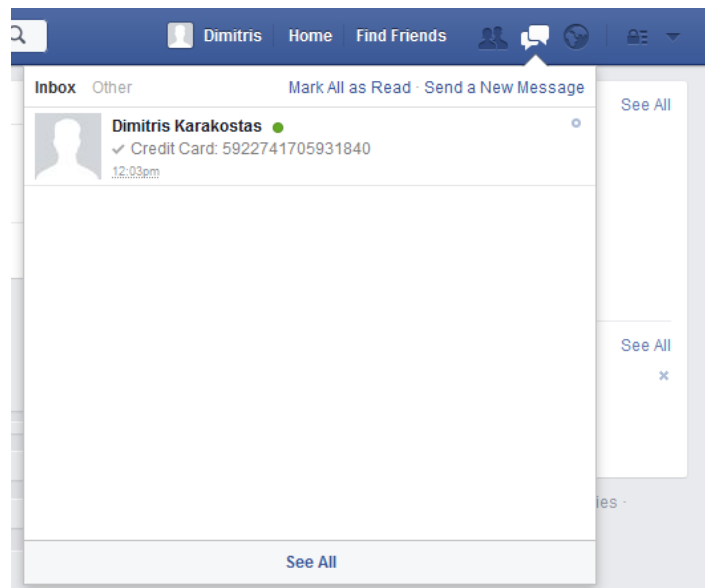 Dimitris Home Find Friends
Inbox Other Mark All as Read · Send a New Message
See All
Dimitris Karakostas
Credit Card: 5922741705931840
12:03pm
See All
ies ·
See All